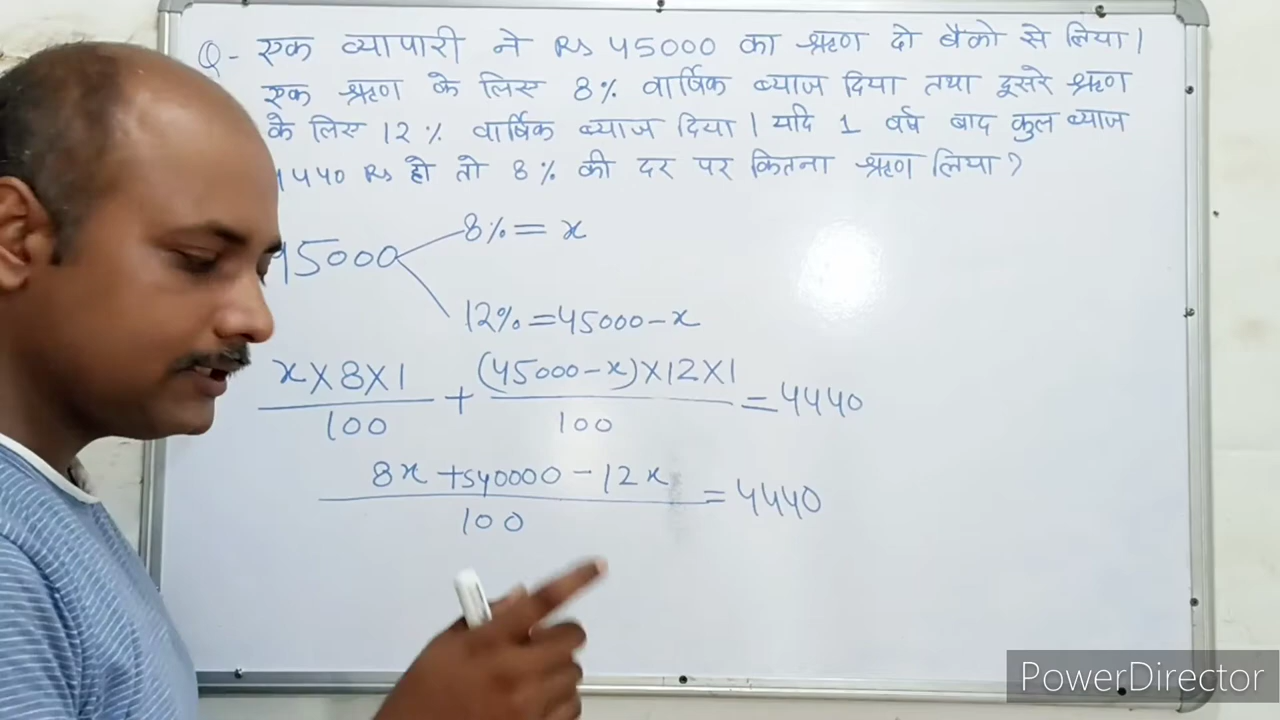 Q- एक व्यापारी ने Rs 45000 का ऋण दो बैंको से लिया।
एक ऋण के लिए 8% वार्षिक ब्याज दिया तथा दूसरे ऋण
के लिए 12% वार्षिक ब्याज दिया। यदि 1 वर्ष बाद कुल ब्याज
4440 Rs हो तो 8% की दर पर कितना ऋण लिया?
45000
8% = x
12% = 45000 - x
x×8×1/100 + (45000-x)×12×1/100 = 4440
8x + 540000 - 12x/100 = 4440
PowerDirector